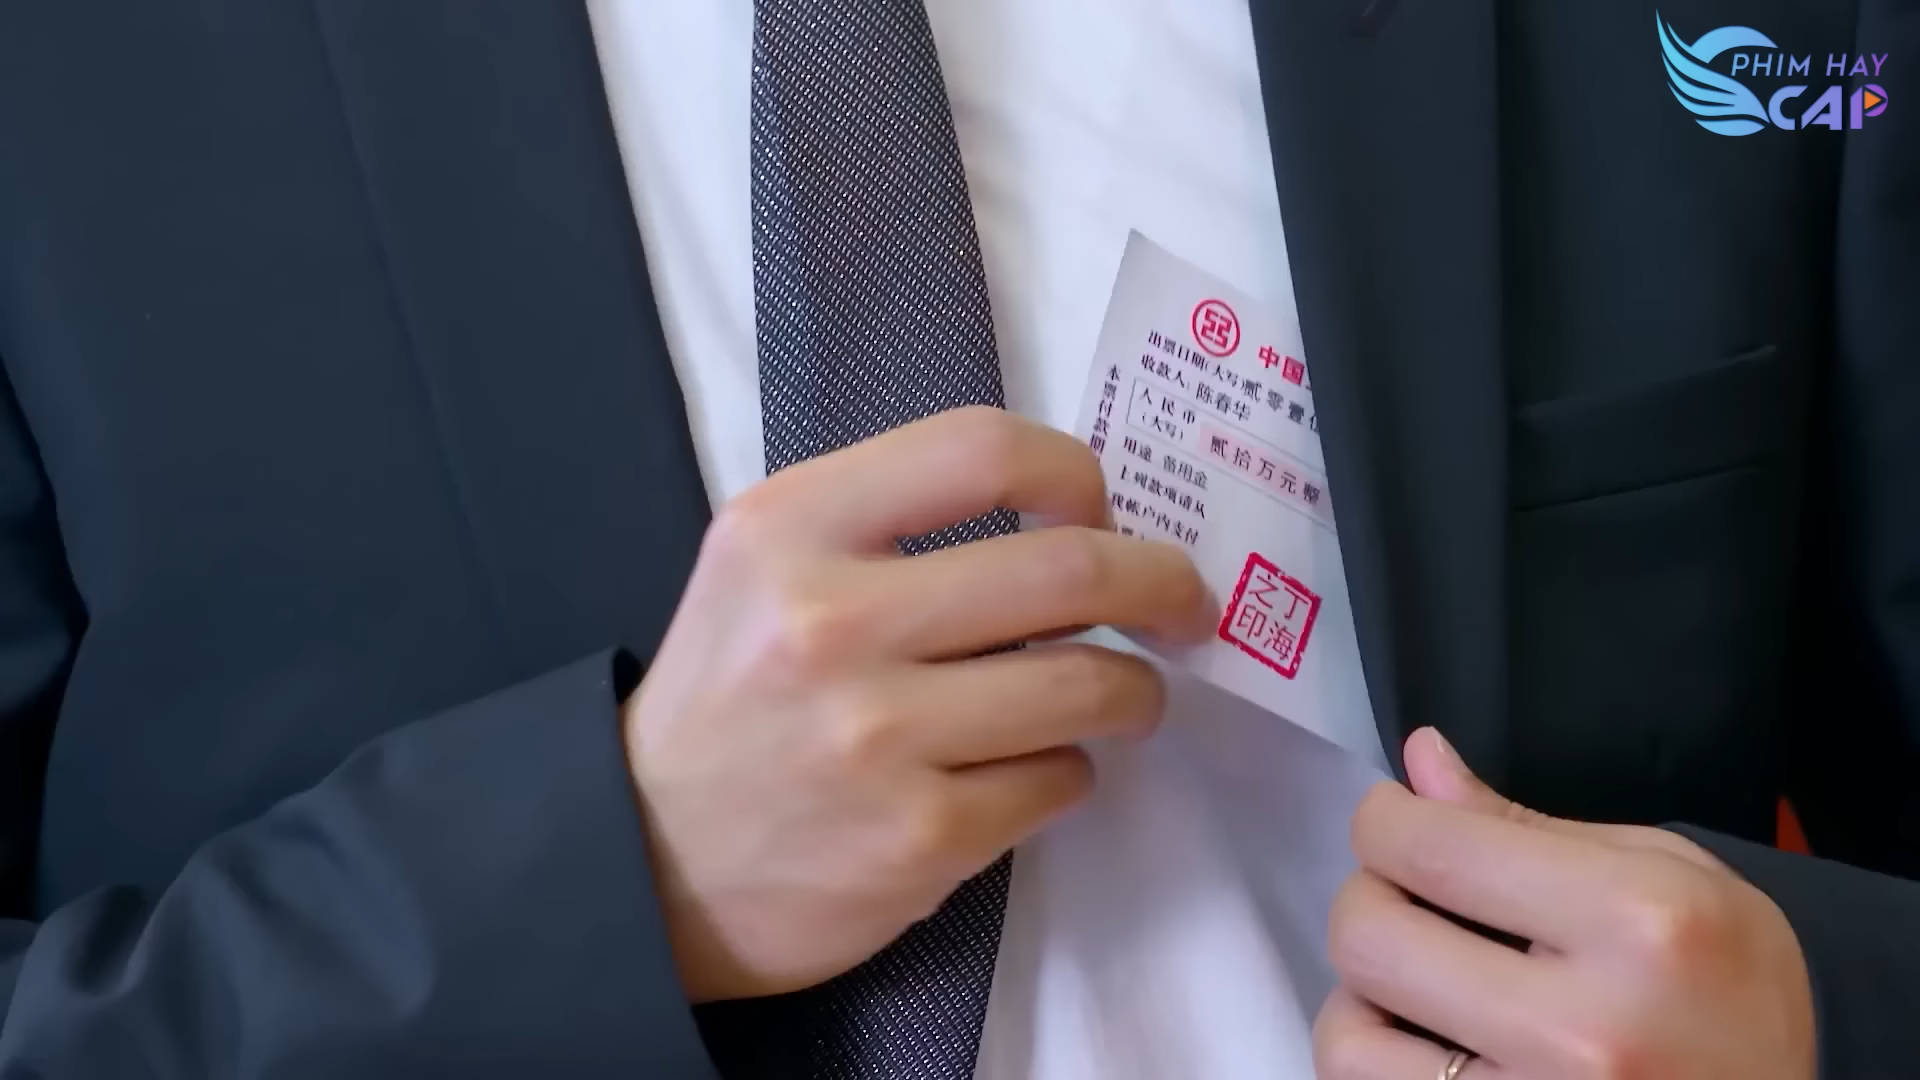 PHIM HAY
CAP
中国
出票日期(大写)贰零壹伍
收款人:陈春华
人民币
(大写)
贰拾万元整
用途 备用金
上列款项请从
我帐户内支付
本票付款期
丁海
之印